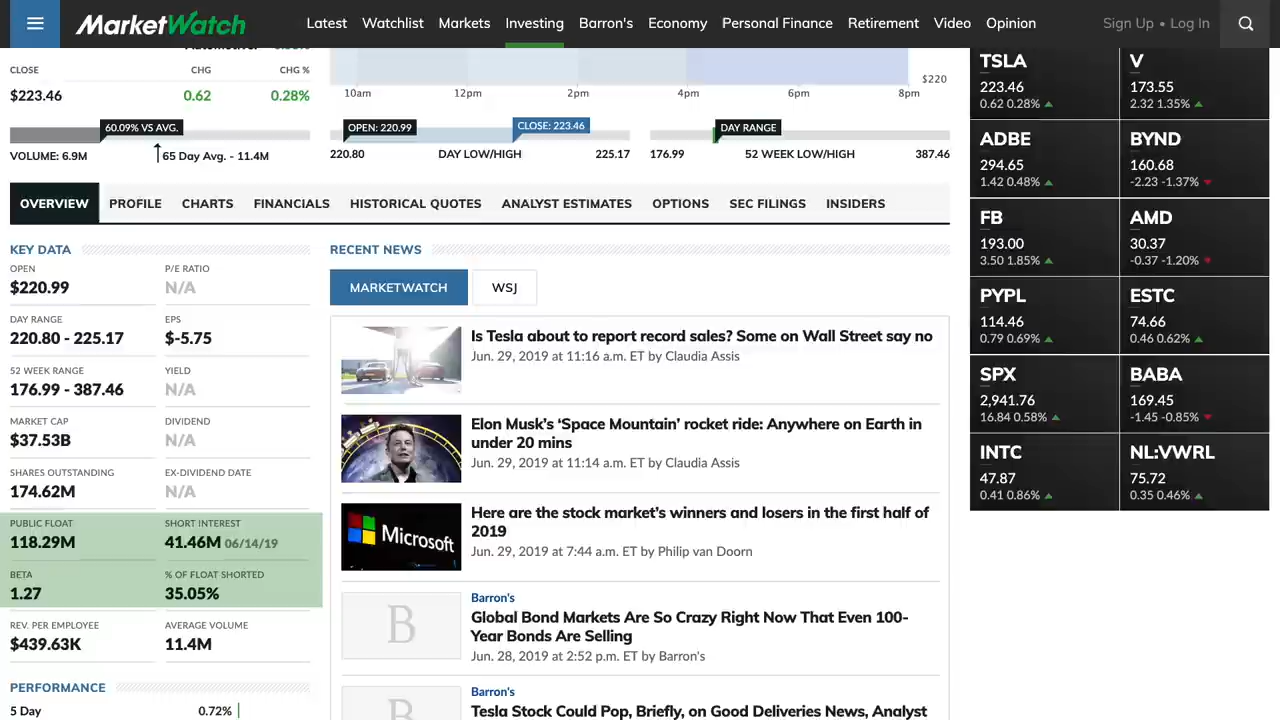 MarketWatch
Latest Watchlist Markets Investing Barron's Economy Personal Finance Retirement Video Opinion Sign Up • Log In
CLOSE CHG CHG %
$223.46 0.62 0.28%
60.09% VS AVG.
VOLUME: 6.9M 65 Day Avg. - 11.4M
$220
10am 12pm 2pm 4pm 6pm 8pm
OPEN: 220.99 CLOSE: 223.46
220.80 DAY LOW/HIGH 225.17
DAY RANGE
176.99 52 WEEK LOW/HIGH 387.46
OVERVIEW PROFILE CHARTS FINANCIALS HISTORICAL QUOTES ANALYST ESTIMATES OPTIONS SEC FILINGS INSIDERS
KEY DATA
OPEN P/E RATIO
$220.99 N/A
DAY RANGE EPS
220.80 - 225.17 $-5.75
52 WEEK RANGE YIELD
176.99 - 387.46 N/A
MARKET CAP DIVIDEND
$37.53B N/A
SHARES OUTSTANDING EX-DIVIDEND DATE
174.62M N/A
PUBLIC FLOAT SHORT INTEREST
118.29M 41.46M 06/14/19
BETA % OF FLOAT SHORTED
1.27 35.05%
REV. PER EMPLOYEE AVERAGE VOLUME
$439.63K 11.4M
PERFORMANCE
5 Day 0.72%
RECENT NEWS
MARKETWATCH WSJ
Is Tesla about to report record sales? Some on Wall Street say no
Jun. 29, 2019 at 11:16 a.m. ET by Claudia Assis
Elon Musk's ‘Space Mountain’ rocket ride: Anywhere on Earth in
under 20 mins
Jun. 29, 2019 at 11:14 a.m. ET by Claudia Assis
Microsoft
Here are the stock market's winners and losers in the first half of
2019
Jun. 29, 2019 at 7:44 a.m. ET by Philip van Doorn
B
Barron's
Global Bond Markets Are So Crazy Right Now That Even 100-
Year Bonds Are Selling
Jun. 28, 2019 at 2:52 p.m. ET by Barron's
Barron's
Tesla Stock Could Pop, Briefly, on Good Deliveries News, Analyst
TSLA V
223.46 173.55
0.62 0.28% 2.32 1.35%
ADBE BYND
294.65 160.68
1.42 0.48% -2.23 -1.37%
FB AMD
193.00 30.37
3.50 1.85% -0.37 -1.20%
PYPL ESTC
114.46 74.66
0.79 0.69% 0.46 0.62%
SPX BABA
2,941.76 169.45
16.84 0.58% -1.45 -0.85%
INTC NL:VWRL
47.87 75.72
0.41 0.86% 0.35 0.46%